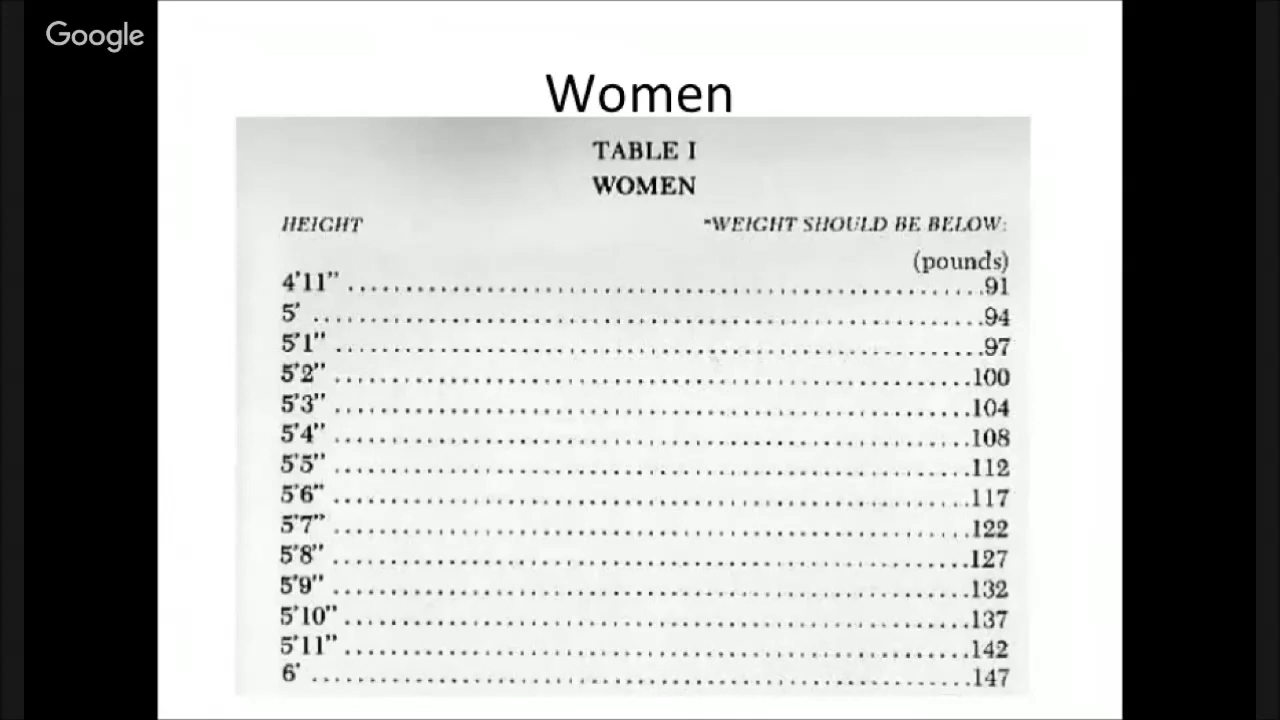 Google
Women
TABLE I
WOMEN
HEIGHT *WEIGHT SHOULD BE BELOW:
(pounds)
4'11" 91
5' 94
5'1" 97
5'2" 100
5'3" 104
5'4" 108
5'5" 112
5'6" 117
5'7" 122
5'8" 127
5'9" 132
5'10" 137
5'11" 142
6' 147